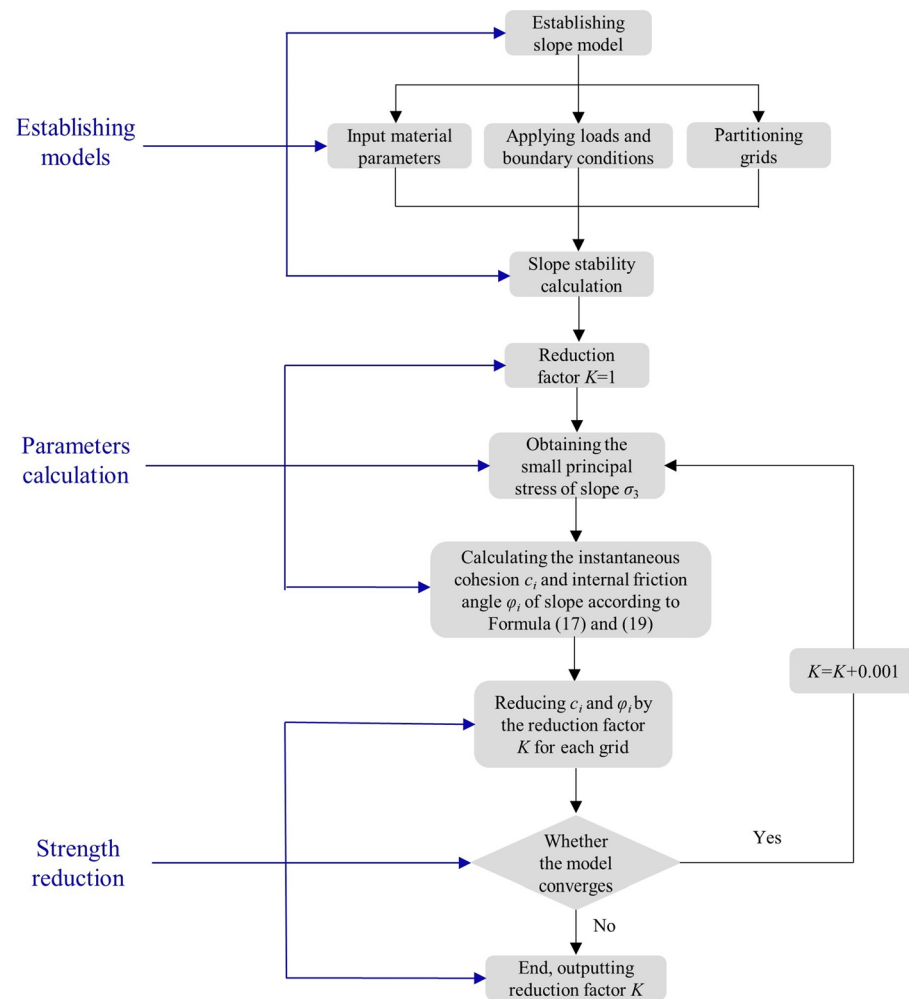 Establishing
slope model
Establishing
models
Input material
parameters
Applying loads and
boundary conditions
Partitioning
grids
Slope stability
calculation
Reduction
factor K=1
Parameters
calculation
Obtaining the
small principal
stress of slope σ₃
Calculating the instantaneous
cohesion cᵢ and internal friction
angle φᵢ of slope according to
Formula (17) and (19)
K=K+0.001
Reducing cᵢ and φᵢ by
the reduction factor
K for each grid
Strength
reduction
Whether
the model
converges
Yes
No
End, outputting
reduction factor K